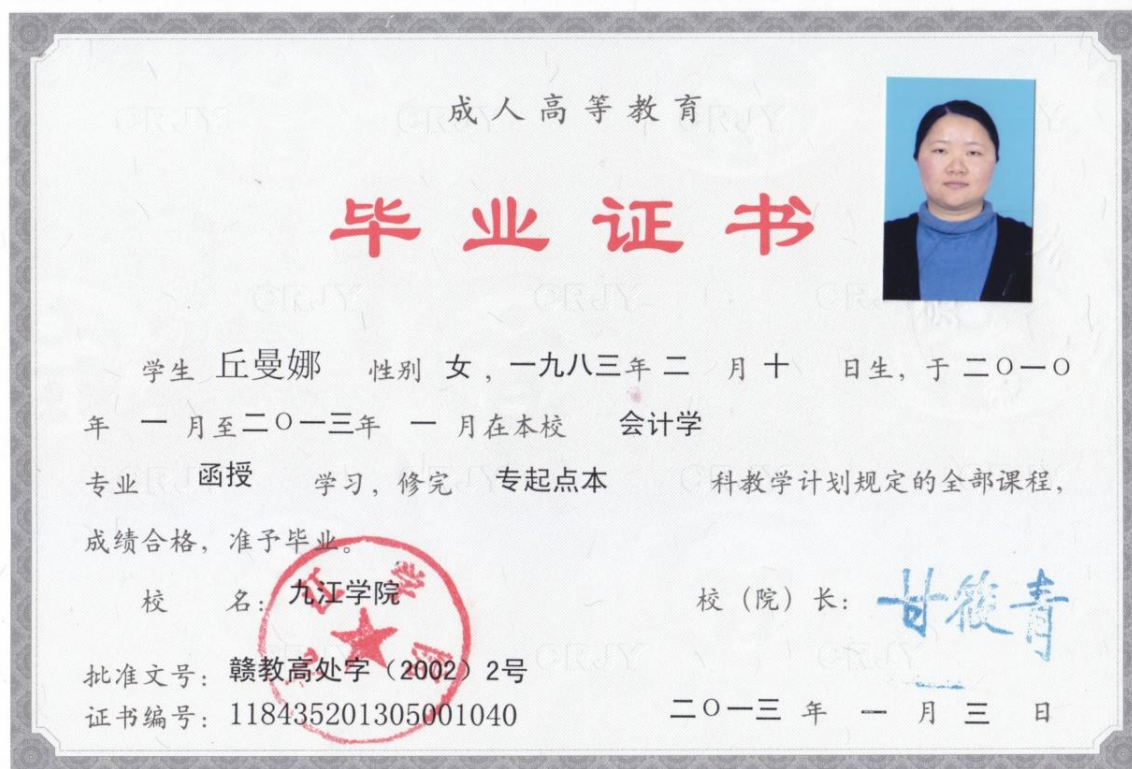 成人高等教育
毕业证书
学生 丘曼娜 性别 女，一九八三年 二 月 十 日生，于 二〇一〇
年 一 月至二〇一三年 一 月在本校 会计学
专业 函授 学习，修完 专起点本 科教学计划规定的全部课程，
成绩合格，准予毕业。
校 名：九江学院 校（院）长：甘筱青
批准文号：赣教高处字（2002）2号
证书编号：118435201305001040 二〇一三 年 一 月 三 日